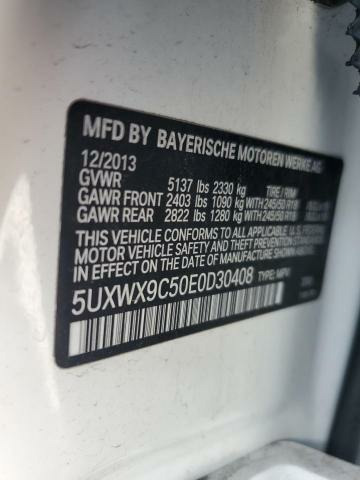 MFD BY BAYERISCHE MOTOREN WERKE AG
12/2013
GVWR 5137 lbs 2330 kg TIRE/RIM
GAWR FRONT 2403 lbs 1090 kg WITH 245/50 R18
GAWR REAR 2822 lbs 1280 kg WITH 245/50 R18
THIS VEHICLE CONFORMS TO ALL APPLICABLE U.S. FEDERAL
MOTOR VEHICLE SAFETY AND THEFT PREVENTION STANDARDS
IN EFFECT ON THE DATE OF MANUFACTURE SHOWN ABOVE
5UXWX9C50E0D30408 TYPE: MPV